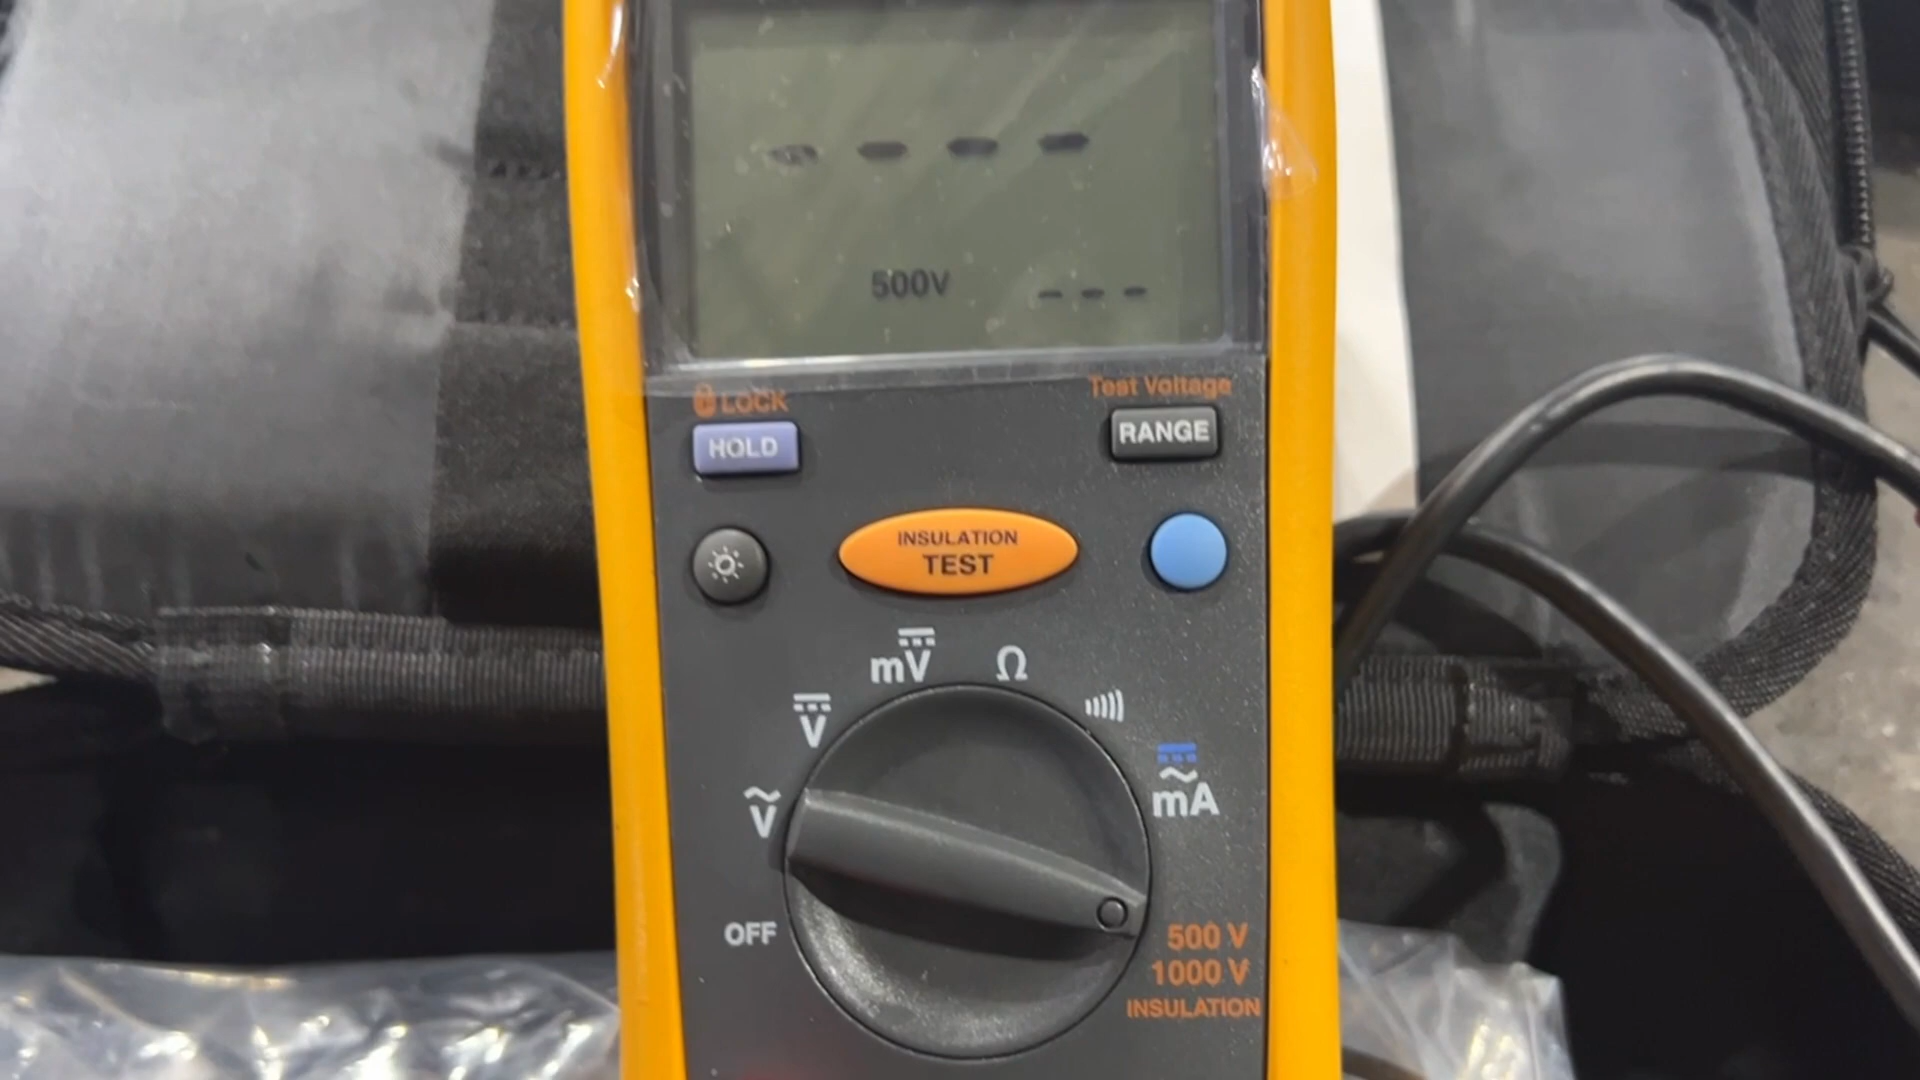 - - - -
500V - - -
LOCK
Test Voltage
HOLD
RANGE
INSULATION
TEST
mV
Ω
V
mA
V
OFF
500 V
1000 V
INSULATION